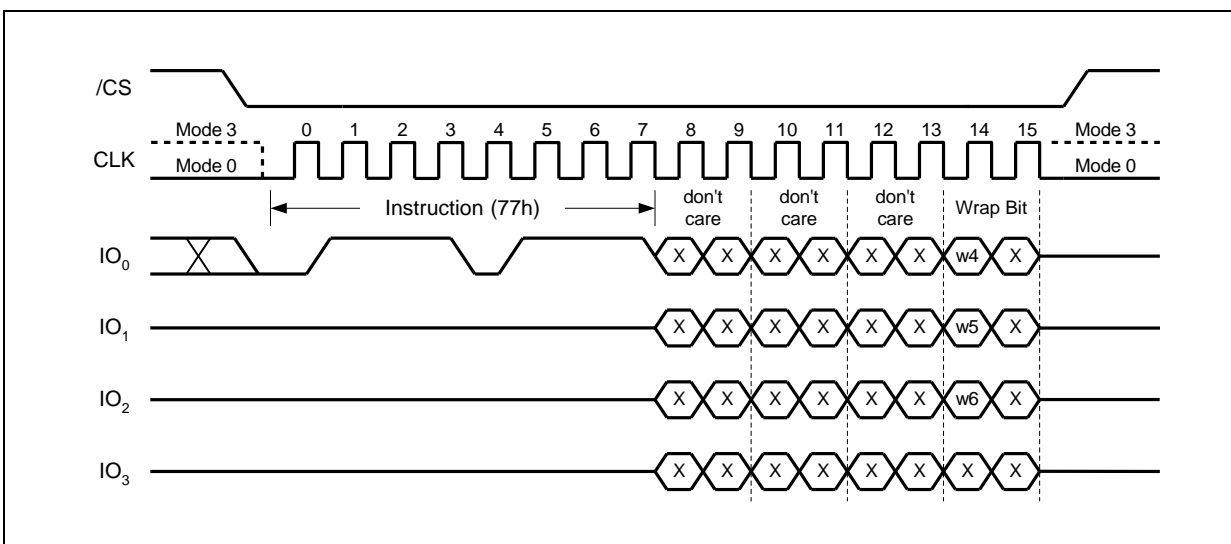 /CS
Mode 3 0 1 2 3 4 5 6 7 8 9 10 11 12 13 14 15 Mode 3
CLK
Mode 0 Mode 0
Instruction (77h) don't care don't care don't care Wrap Bit
IO0 X X X X X X w4 X
IO1 X X X X X X w5 X
IO2 X X X X X X w6 X
IO3 X X X X X X X X